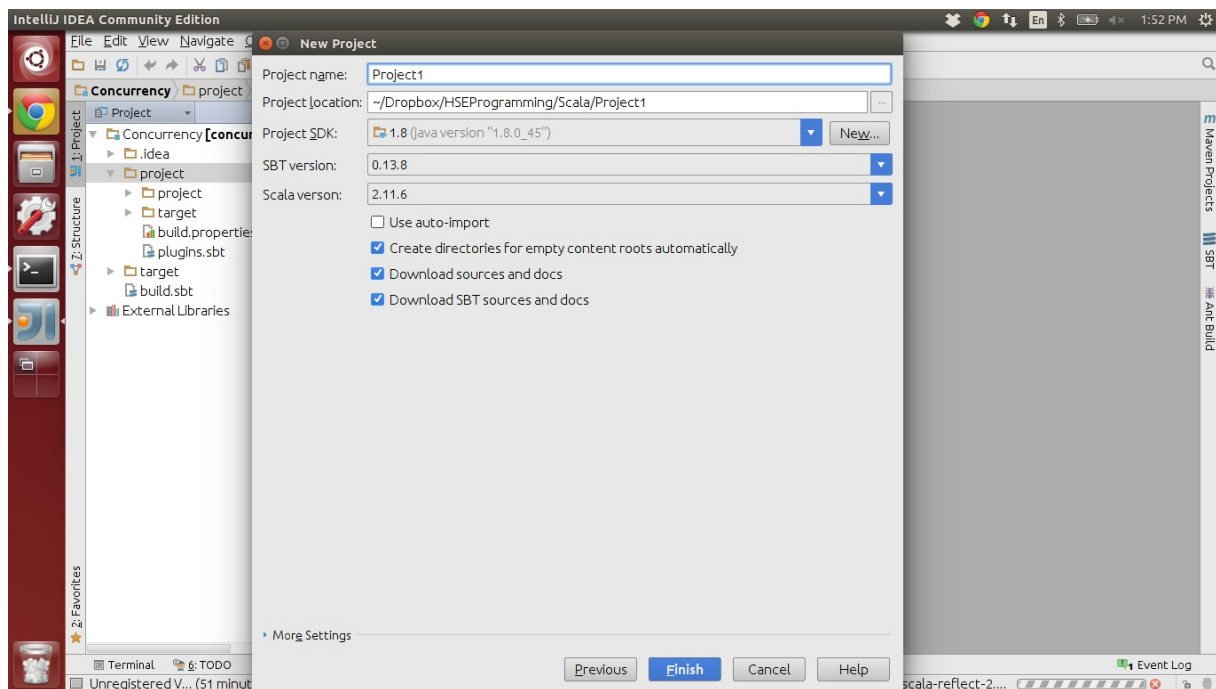 IntelliJ IDEA Community Edition
En
1:52 PM
File Edit View Navigate
New Project
Concurrency
project
Project
Concurrency [concur
.idea
project
project
target
build.propertie
plugins.sbt
target
build.sbt
External Libraries
1: Project
Z: Structure
2: Favorites
Project name:
Project1
Project location:
~/Dropbox/HSEProgramming/Scala/Project1
...
Project SDK:
1.8 (java version "1.8.0_45")
New...
SBT version:
0.13.8
Scala verson:
2.11.6
Use auto-import
Create directories for empty content roots automatically
Download sources and docs
Download SBT sources and docs
More Settings
Previous
Finish
Cancel
Help
Maven Projects
SBT
Ant Build
Terminal
6: TODO
1 Event Log
Unregistered V... (51 minut
scala-reflect-2....